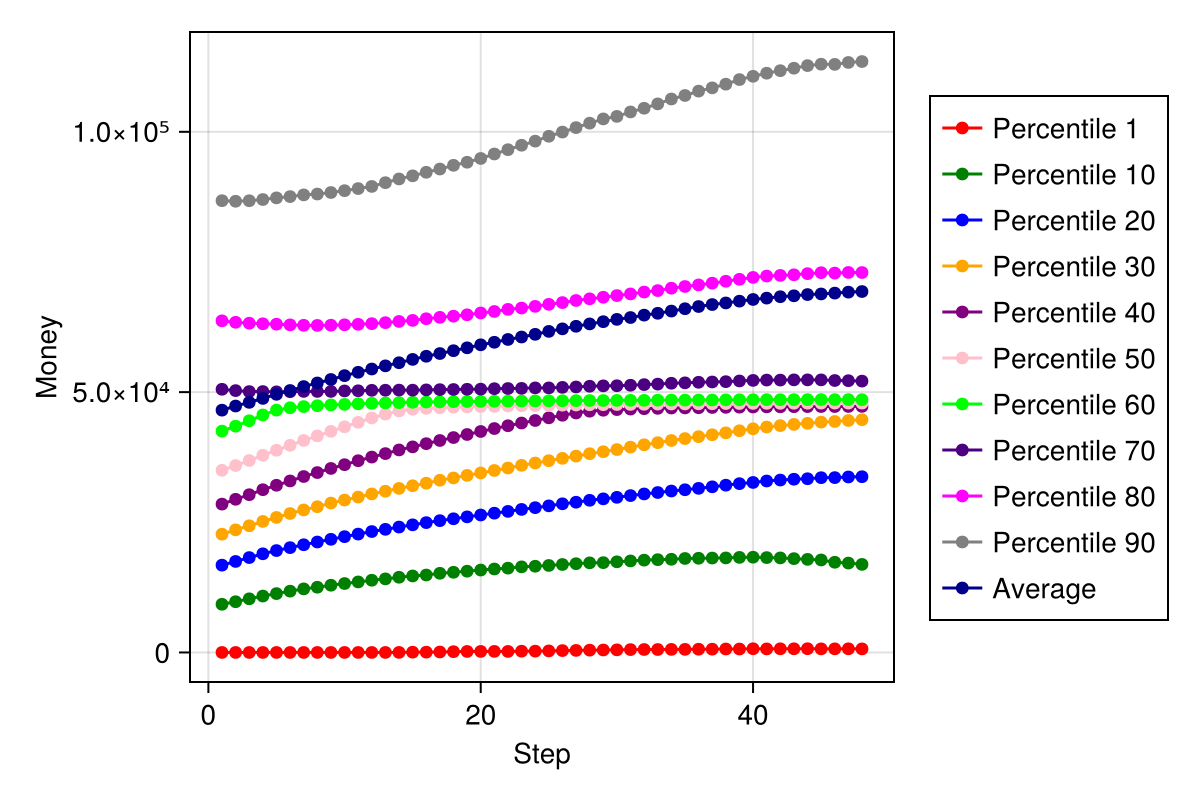 1.0×10⁵
5.0×10⁴
0
Money
0
20
40
Step
Percentile 1
Percentile 10
Percentile 20
Percentile 30
Percentile 40
Percentile 50
Percentile 60
Percentile 70
Percentile 80
Percentile 90
Average